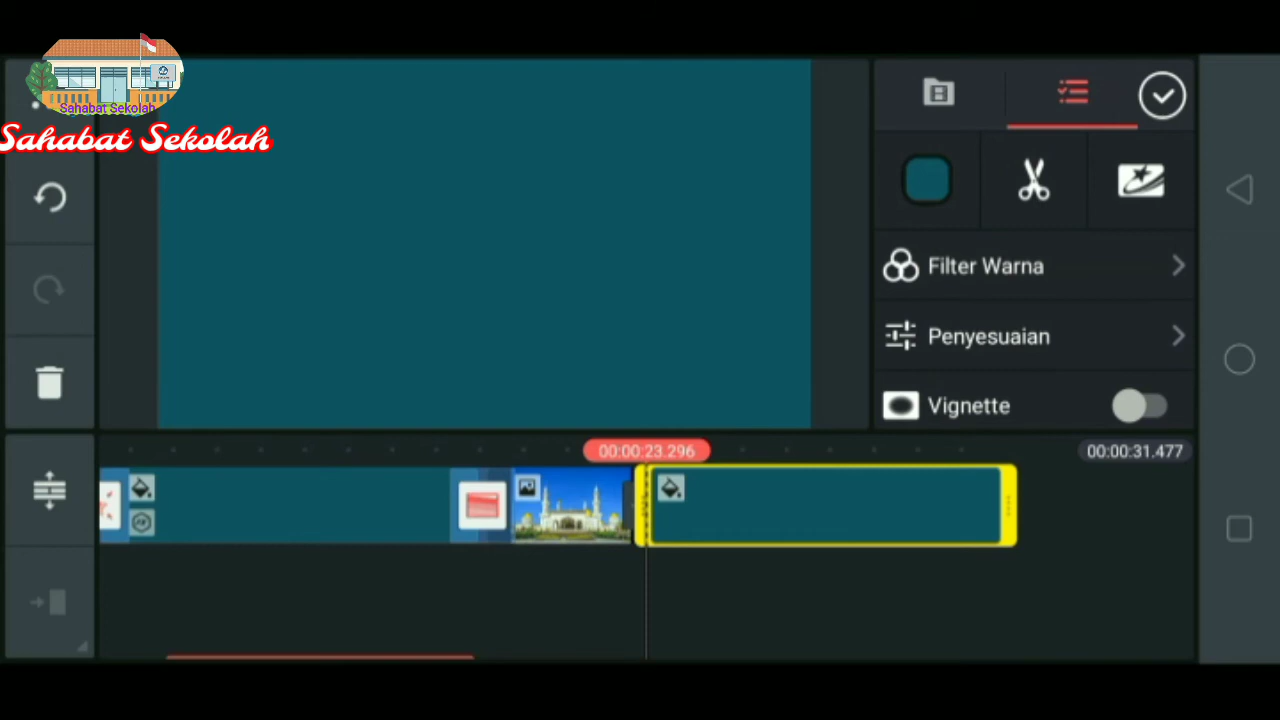 Sahabat Sekolah
Sahabat Sekolah
Filter Warna
Penyesuaian
Vignette
00:00:23.296
00:00:31.477